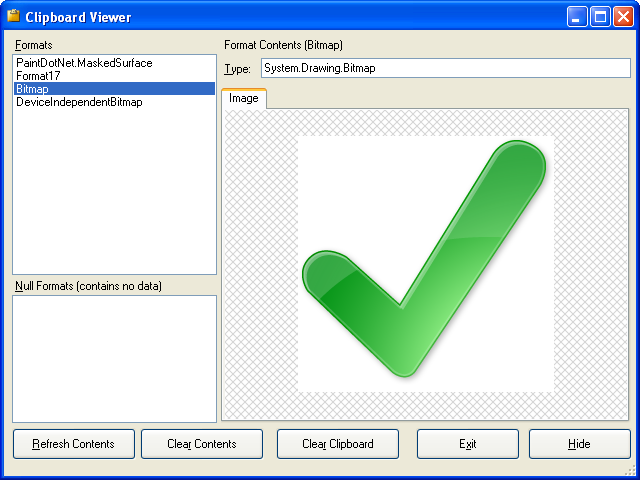 Clipboard Viewer
Formats
PaintDotNet.MaskedSurface
Format17
Bitmap
DeviceIndependentBitmap
Null Formats (contains no data)
Format Contents (Bitmap)
Type: System.Drawing.Bitmap
Image
Refresh Contents
Clear Contents
Clear Clipboard
Exit
Hide